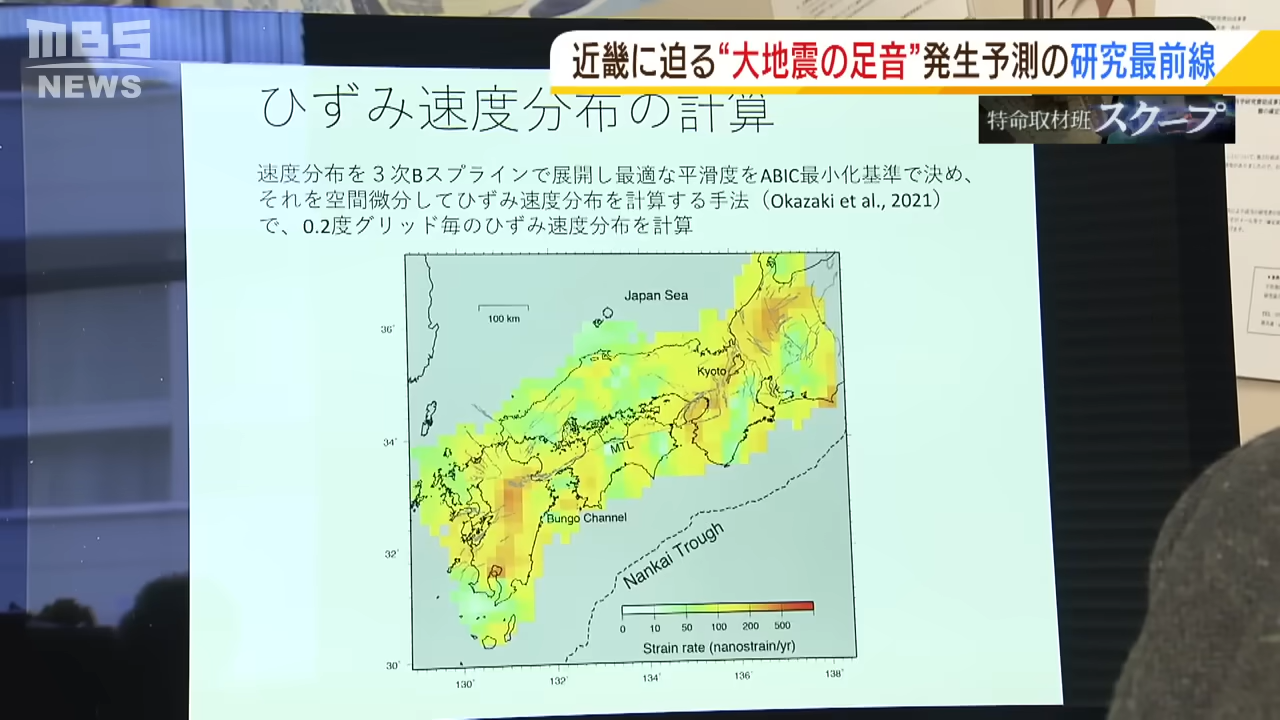 MBS
NEWS
近畿に迫る“大地震の足音”発生予測の研究最前線
特命取材班 スクープ
ひずみ速度分布の計算
速度分布を３次Bスプラインで展開し最適な平滑度をABIC最小化基準で決め、
それを空間微分してひずみ速度分布を計算する手法（Okazaki et al., 2021）
で、0.2度グリッド毎のひずみ速度分布を計算
Japan Sea
100 km
36°
Kyoto
34°
MTL
Bungo Channel
32°
Nankai Trough
0 10 50 100 200 500
Strain rate (nanostrain/yr)
30°
130° 132° 134° 136° 138°